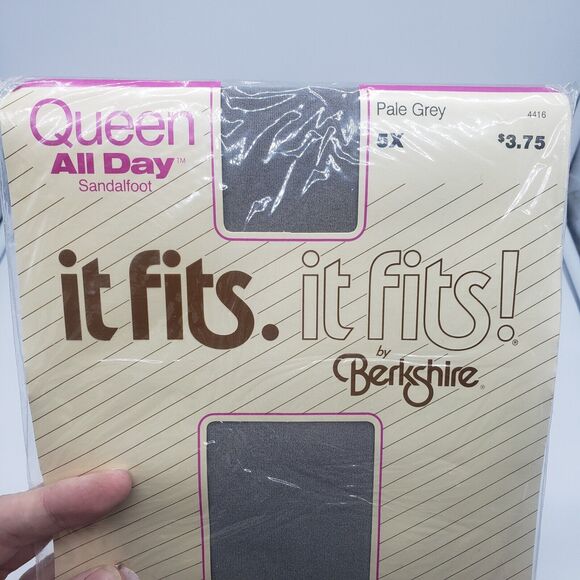 Queen
All Day™
Sandalfoot
Pale Grey 4416
5X $3.75
it fits. it fits!®
by
Berkshire®